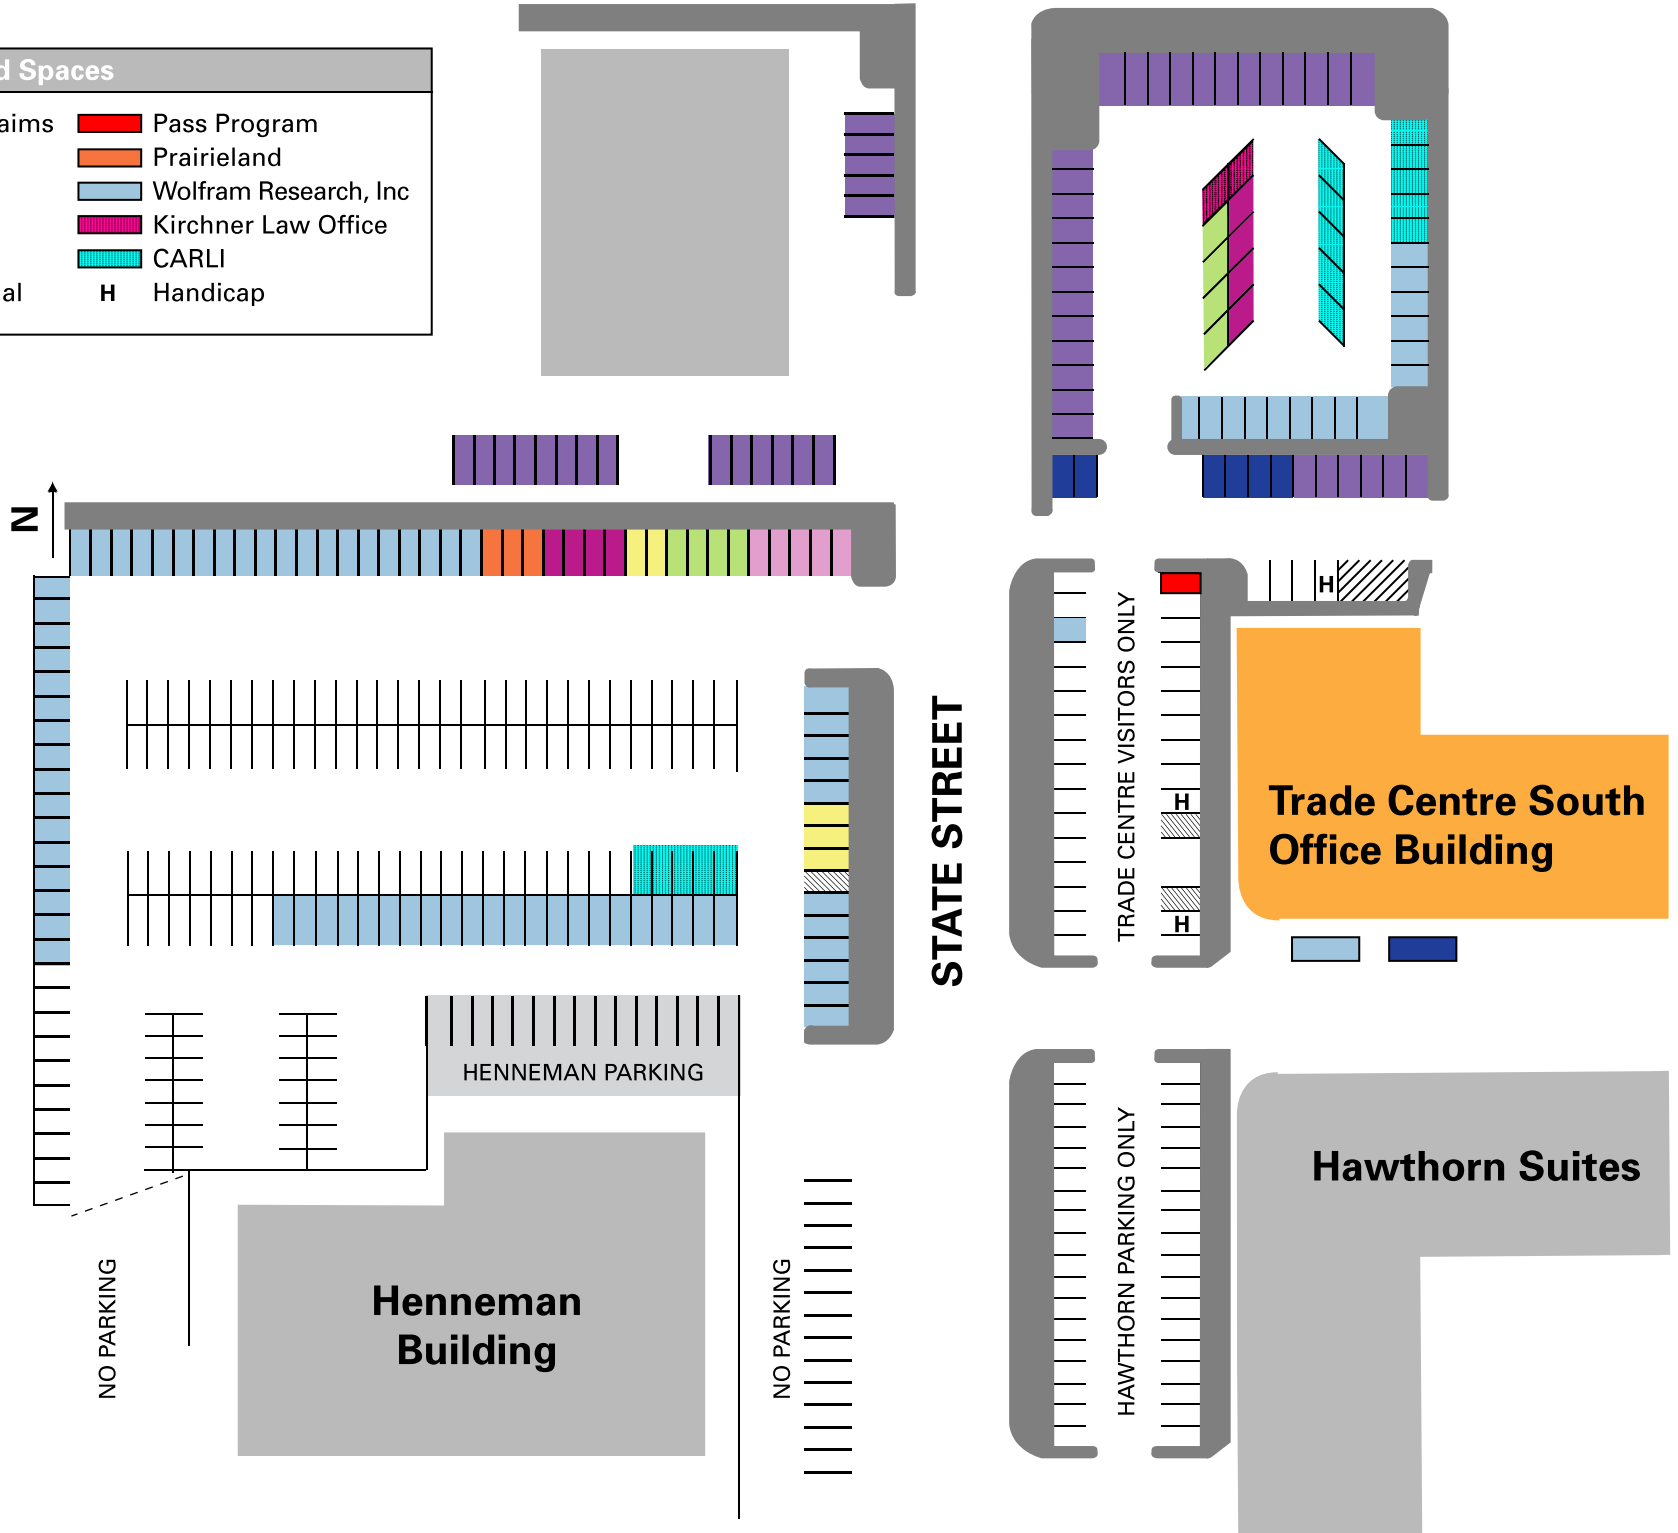 d Spaces
aims
Pass Program
Prairieland
Wolfram Research, Inc
Kirchner Law Office
CARLI
al
H Handicap
N
H
STATE STREET
TRADE CENTRE VISITORS ONLY
H
H
Trade Centre South
Office Building
HENNEMAN PARKING
HAWTHORN PARKING ONLY
Hawthorn Suites
NO PARKING
Henneman
Building
NO PARKING